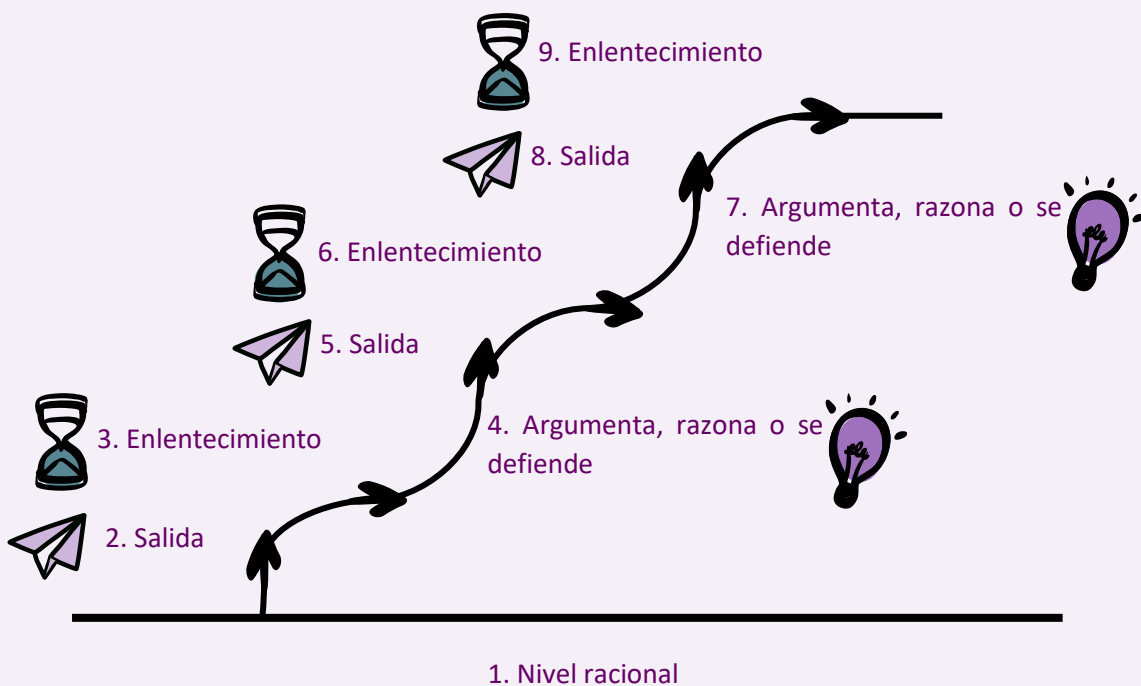 9. Enlentecimiento
8. Salida
7. Argumenta, razona o se
defiende
6. Enlentecimiento
5. Salida
4. Argumenta, razona o se
defiende
3. Enlentecimiento
2. Salida
1. Nivel racional